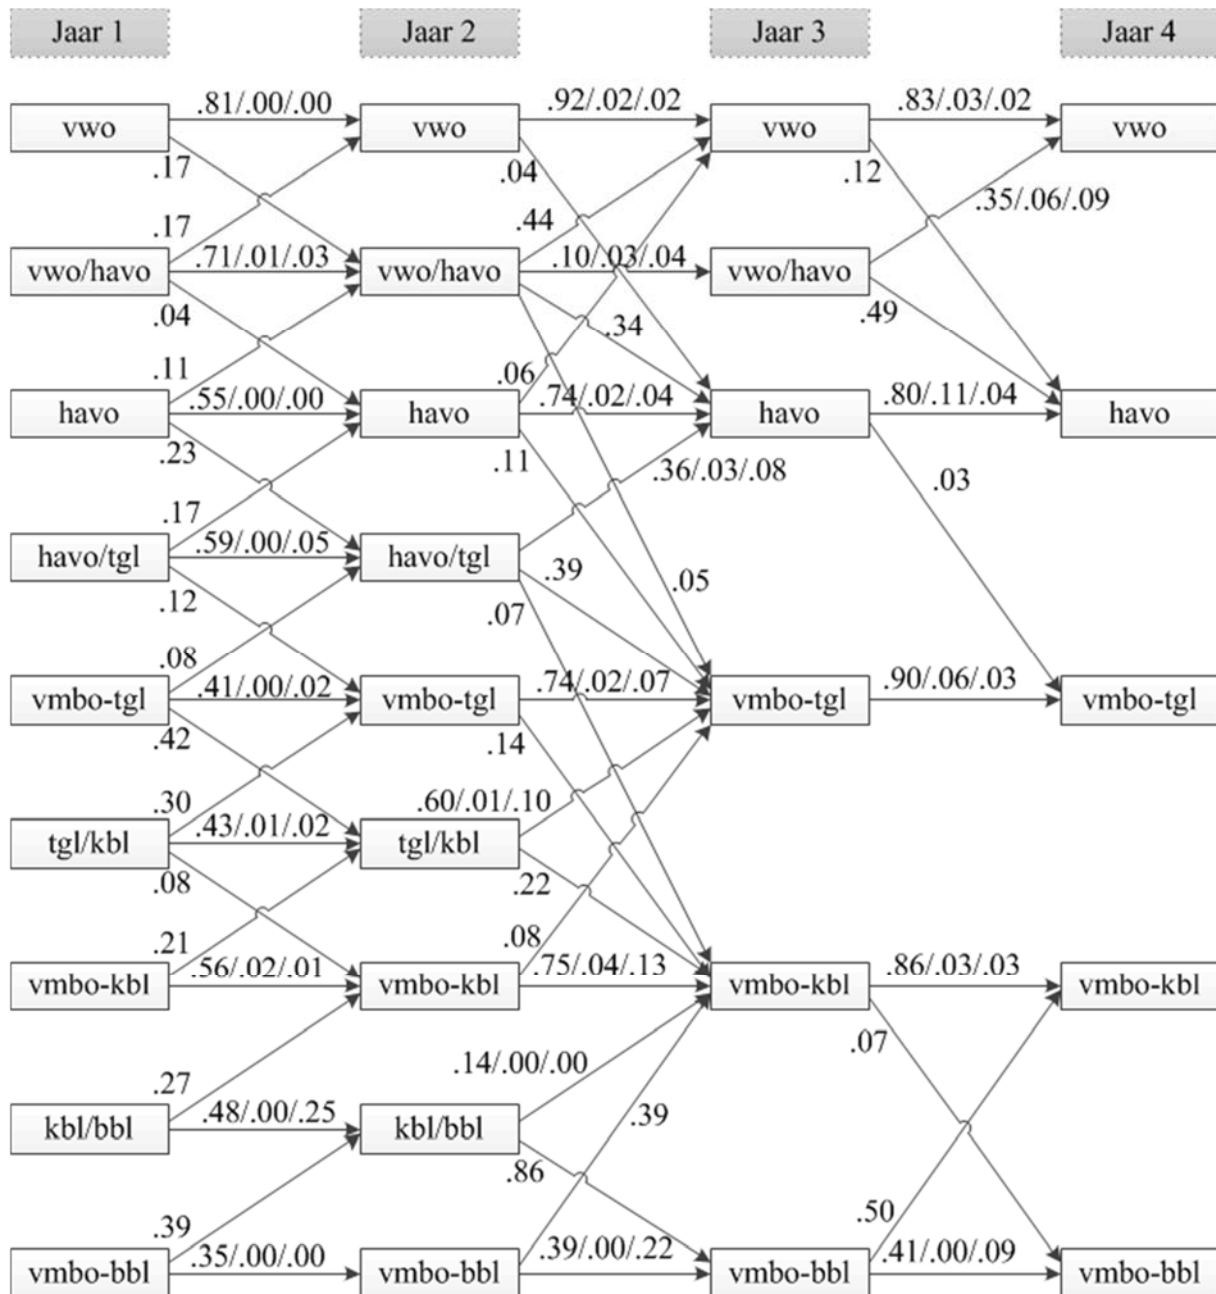 Jaar 1 Jaar 2 Jaar 3 Jaar 4
.81/.00/.00 .92/.02/.02 .83/.03/.02
vwo vwo vwo vwo
.17 .04 .12
.35/.06/.09
.17 .44
.71/.01/.03 .10/.03/.04
vwo/havo vwo/havo vwo/havo
.04 .34 .49
.11 .06
.55/.00/.00 .74/.02/.04 .80/.11/.04
havo havo havo havo
.23 .11 .36/.03/.08 .03
.17
.59/.00/.05
havo/tgl havo/tgl
.39 .05
.12 .07
.08
.41/.00/.02 .74/.02/.07 .90/.06/.03
vmbo-tgl vmbo-tgl vmbo-tgl vmbo-tgl
.42 .14
.30 .60/.01/.10
.43/.01/.02
tgl/kbl tgl/kbl
.08 .22
.21 .08
.56/.02/.01 .75/.04/.13 .86/.03/.03
vmbo-kbl vmbo-kbl vmbo-kbl vmbo-kbl
.07
.14/.00/.00
.27
.48/.00/.25 .39
kbl/bbl kbl/bbl
.86
.50
.39
.35/.00/.00 .39/.00/.22 .41/.00/.09
vmbo-bbl vmbo-bbl vmbo-bbl vmbo-bbl